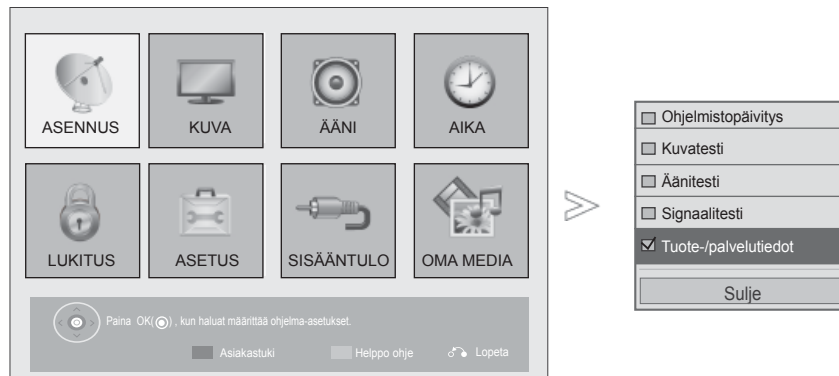 ASENNUS
KUVA
ÄÄNI
AIKA
LUKITUS
ASETUS
SISÄÄNTULO
OMA MEDIA
Paina OK(◉) , kun haluat määrittää ohjelma-asetukset.
Asiakastuki
Helppo ohje
Lopeta
Ohjelmistopäivitys
Kuvatesti
Äänitesti
Signaalitesti
Tuote-/palvelutiedot
Sulje